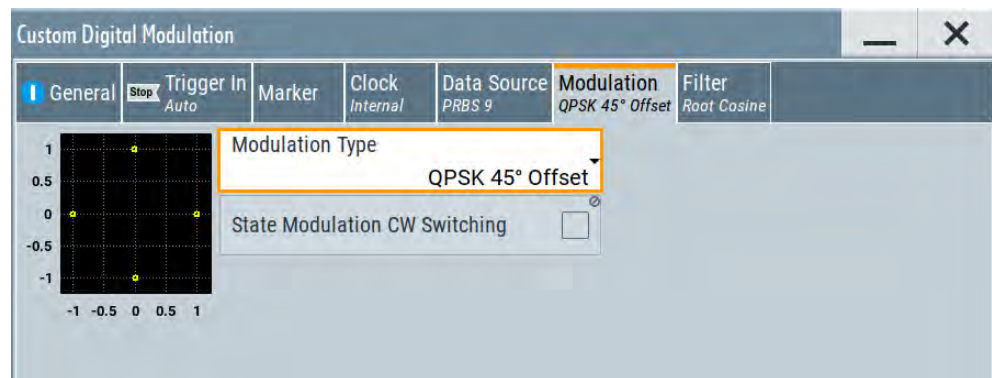 Custom Digital Modulation
General
Stop Trigger In
Auto
Marker
Clock
Internal
Data Source
PRBS 9
Modulation
QPSK 45° Offset
Filter
Root Cosine
Modulation Type
QPSK 45° Offset
State Modulation CW Switching
1
0.5
0
-0.5
-1
-1 -0.5 0 0.5 1